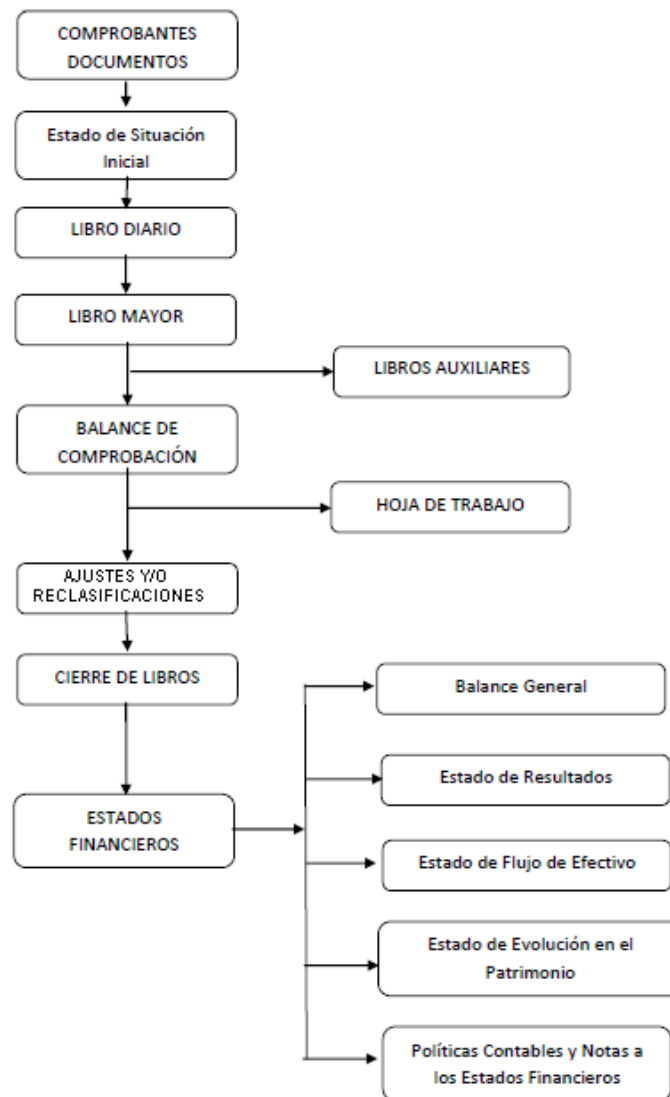 COMPROBANTES
DOCUMENTOS
Estado de Situación
Inicial
LIBRO DIARIO
LIBRO MAYOR
LIBROS AUXILIARES
BALANCE DE
COMPROBACIÓN
HOJA DE TRABAJO
AJUSTES Y/O
RECLASIFICACIONES
CIERRE DE LIBROS
ESTADOS
FINANCIEROS
Balance General
Estado de Resultados
Estado de Flujo de Efectivo
Estado de Evolución en el
Patrimonio
Políticas Contables y Notas a
los Estados Financieros